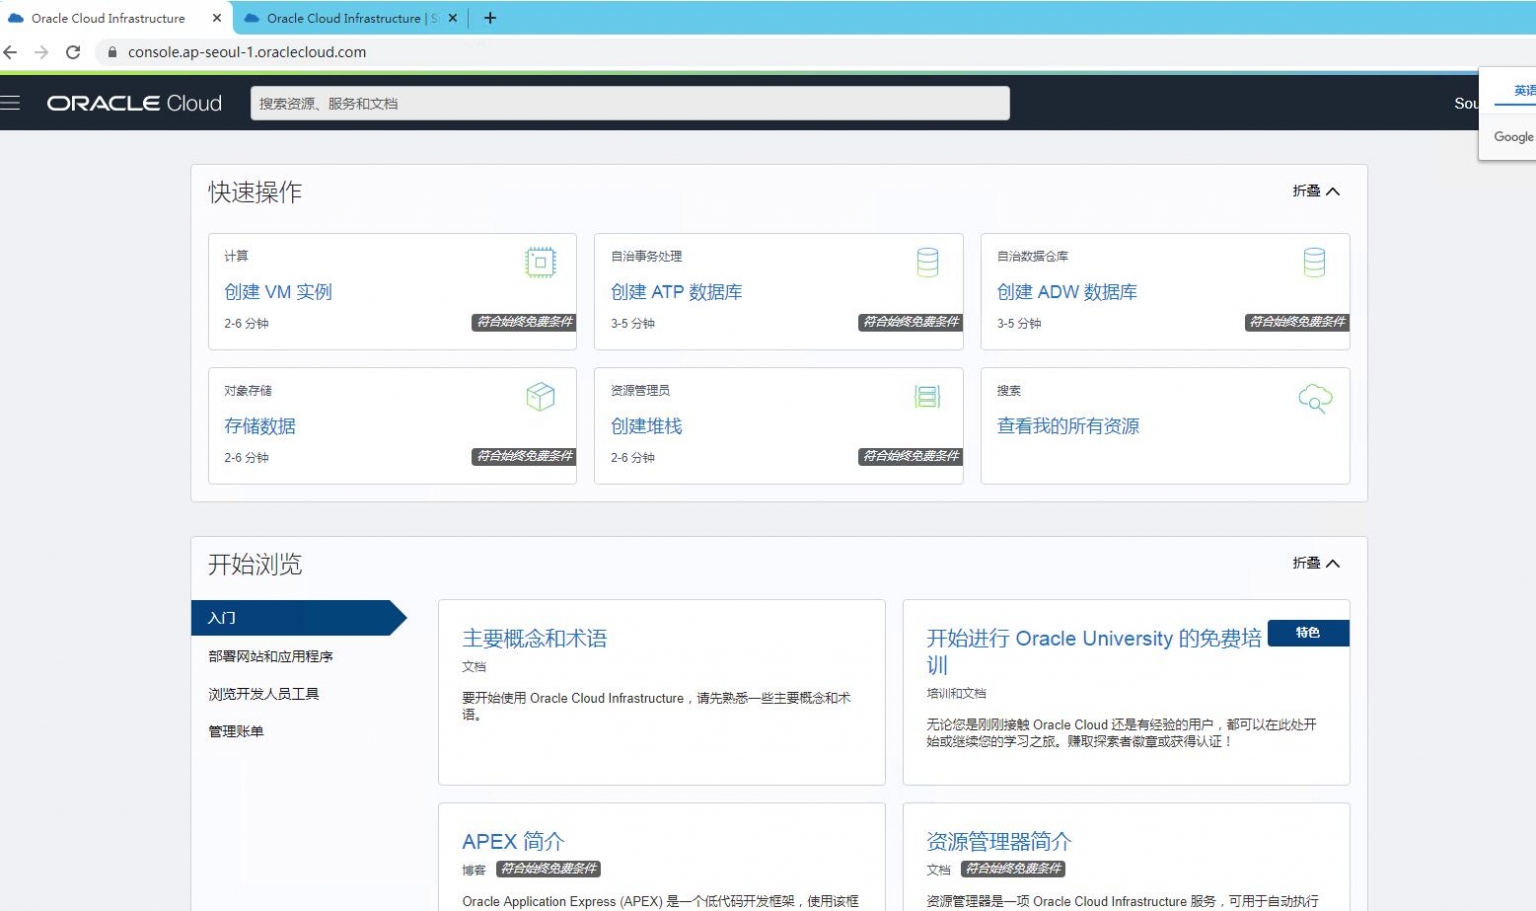 Oracle Cloud Infrastructure
Oracle Cloud Infrastructure |
console.ap-seoul-1.oraclecloud.com
ORACLE Cloud
搜索资源、服务和文档
Sou
英语
Google
快速操作
折叠
计算
创建 VM 实例
2-6 分钟
符合始终免费条件
自治事务处理
创建 ATP 数据库
3-5 分钟
符合始终免费条件
自治数据仓库
创建 ADW 数据库
3-5 分钟
符合始终免费条件
对象存储
存储数据
2-6 分钟
符合始终免费条件
资源管理员
创建堆栈
2-6 分钟
符合始终免费条件
搜索
查看我的所有资源
开始浏览
折叠
入门
部署网站和应用程序
浏览开发人员工具
管理账单
主要概念和术语
文档
要开始使用 Oracle Cloud Infrastructure，请先熟悉一些主要概念和术
语。
开始进行 Oracle University 的免费培
训
特色
培训和文档
无论您是刚刚接触 Oracle Cloud 还是有经验的用户，都可以在此处开
始或继续您的学习之旅。赚取探索者徽章或获得认证！
APEX 简介
博客 符合始终免费条件
Oracle Application Express (APEX) 是一个低代码开发框架，使用该框
资源管理器简介
文档 符合始终免费条件
资源管理器是一项 Oracle Cloud Infrastructure 服务，可用于自动执行